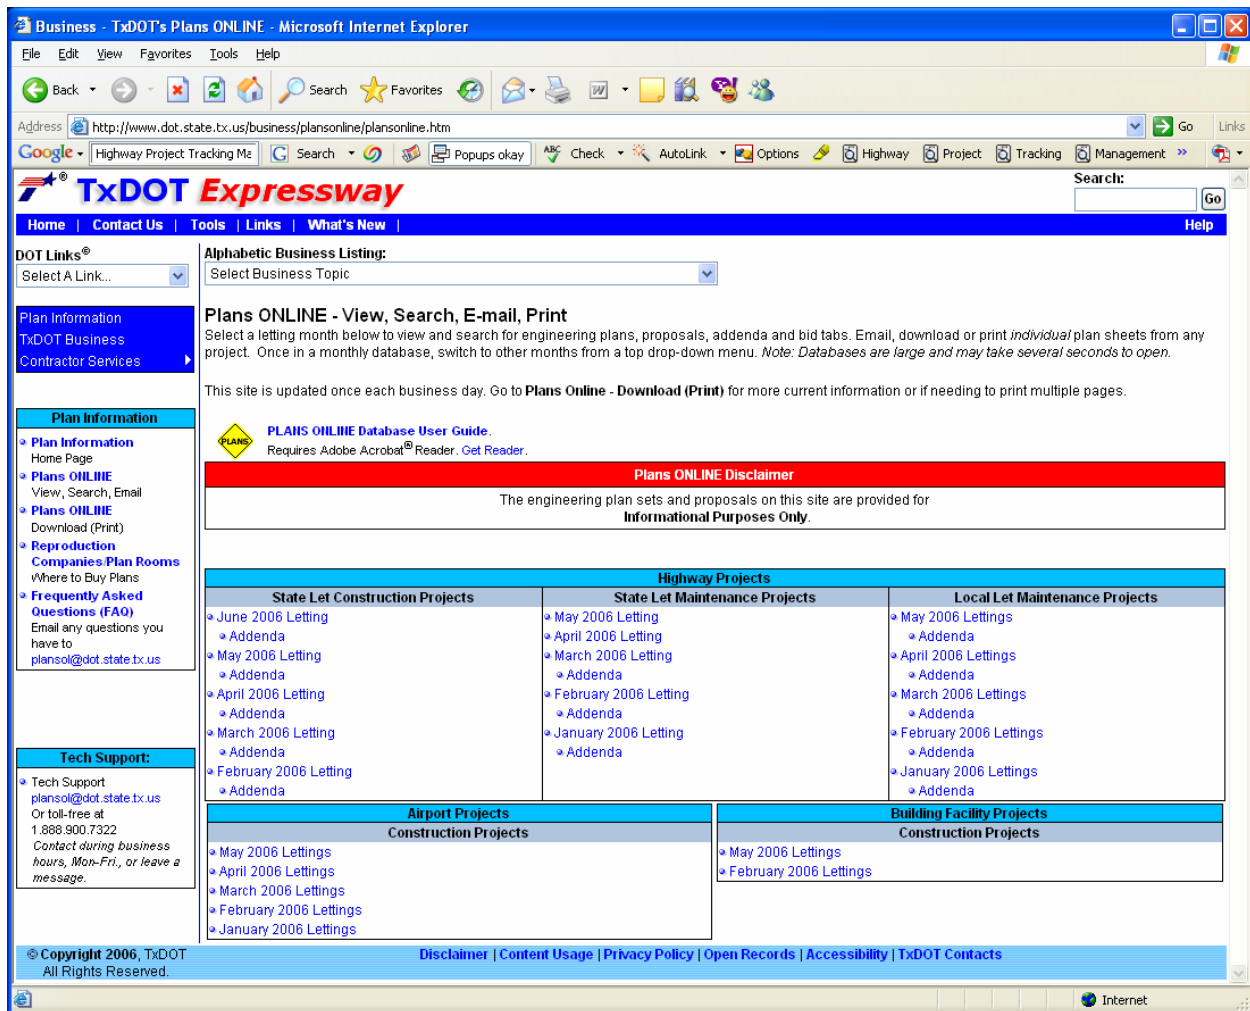 Business - TxDOT's Plans ONLINE - Microsoft Internet Explorer
File Edit View Favorites Tools Help
Back Search Favorites
Address http://www.dot.state.tx.us/business/plansonline/plansonline.htm Go Links
Google Highway Project Tracking Ma Search Popups okay ABC Check AutoLink Options Highway Project Tracking Management »
TxDOT Expressway
Search:
Go
Home | Contact Us | Tools | Links | What's New | Help
DOT Links®
Select A Link...
Alphabetic Business Listing:
Select Business Topic
Plan Information
TxDOT Business
Contractor Services
Plan Information
Plan Information
Home Page
Plans ONLINE
View, Search, Email
Plans ONLINE
Download (Print)
Reproduction
Companies/Plan Rooms
Where to Buy Plans
Frequently Asked
Questions (FAQ)
Email any questions you
have to
plansol@dot.state.tx.us
Tech Support:
Tech Support
plansol@dot.state.tx.us
Or toll-free at
1.888.900.7322
Contact during business
hours, Mon-Fri., or leave a
message.
Plans ONLINE - View, Search, E-mail, Print
Select a letting month below to view and search for engineering plans, proposals, addenda and bid tabs. Email, download or print individual plan sheets from any
project. Once in a monthly database, switch to other months from a top drop-down menu. Note: Databases are large and may take several seconds to open.
This site is updated once each business day. Go to Plans Online - Download (Print) for more current information or if needing to print multiple pages.
PLANS
PLANS ONLINE Database User Guide.
Requires Adobe Acrobat® Reader. Get Reader.
Plans ONLINE Disclaimer
The engineering plan sets and proposals on this site are provided for
Informational Purposes Only.
Highway Projects
State Let Construction Projects
June 2006 Letting
Addenda
May 2006 Letting
Addenda
April 2006 Letting
Addenda
March 2006 Letting
Addenda
February 2006 Letting
Addenda
State Let Maintenance Projects
May 2006 Letting
April 2006 Letting
March 2006 Letting
Addenda
February 2006 Letting
Addenda
January 2006 Letting
Addenda
Local Let Maintenance Projects
May 2006 Lettings
Addenda
April 2006 Lettings
Addenda
March 2006 Lettings
Addenda
February 2006 Lettings
Addenda
January 2006 Lettings
Addenda
Airport Projects
Construction Projects
May 2006 Lettings
April 2006 Lettings
March 2006 Lettings
February 2006 Lettings
January 2006 Lettings
Building Facility Projects
Construction Projects
May 2006 Lettings
February 2006 Lettings
© Copyright 2006, TxDOT
All Rights Reserved.
Disclaimer | Content Usage | Privacy Policy | Open Records | Accessibility | TxDOT Contacts
Internet